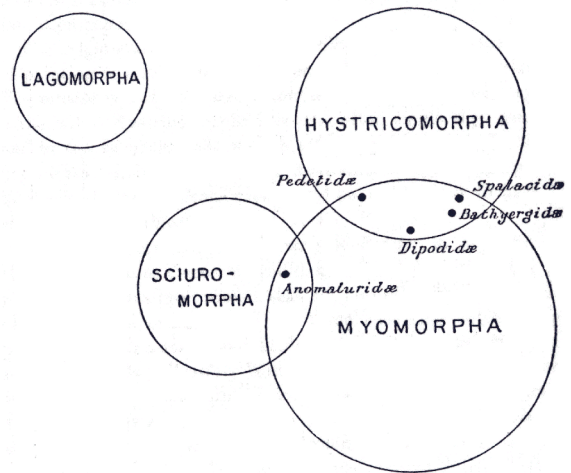 LAGOMORPHA
HYSTRICOMORPHA
Pedetidæ
Spalacidæ
Bathyergidæ
Dipodidæ
SCIURO-
MORPHA
Anomaluridæ
MYOMORPHA